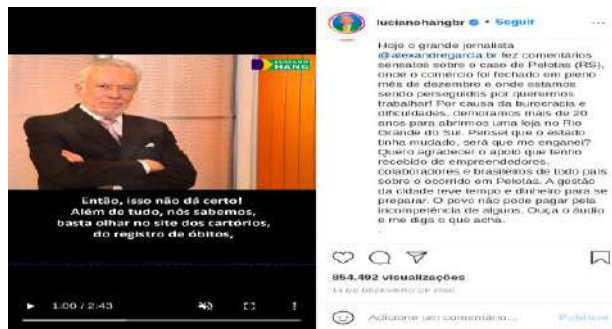 LUCIANO
HANG
Então, isso não dá certo!
Além de tudo, nós sabemos,
basta olhar no site dos cartórios,
do registro de óbitos,
1:00 / 2:43
lucianohangbr • Seguir
Hoje o grande jornalista
@alexandregarcia.br fez comentários
sensatos sobre o caso de Pelotas (RS),
onde o comércio foi fechado em pleno
mês de dezembro e onde estamos
sendo perseguidos por querermos
trabalhar! Por causa da burocracia e
dificuldades, demoramos mais de 20
anos para abrirmos uma loja no Rio
Grande do Sul. Pensei que o estado
tinha mudado, será que me enganei?
Quero agradecer o apoio que tenho
recebido de empreendedores,
colaboradores e brasileiros de todo país
sobre o ocorrido em Pelotas. A gestão
da cidade teve tempo e dinheiro para se
preparar. O povo não pode pagar pela
incompetência de alguns. Ouça o áudio
e me diga o que acha.
.
854.492 visualizações
14 DE DEZEMBRO DE 2020
Adicione um comentário...
Publicar